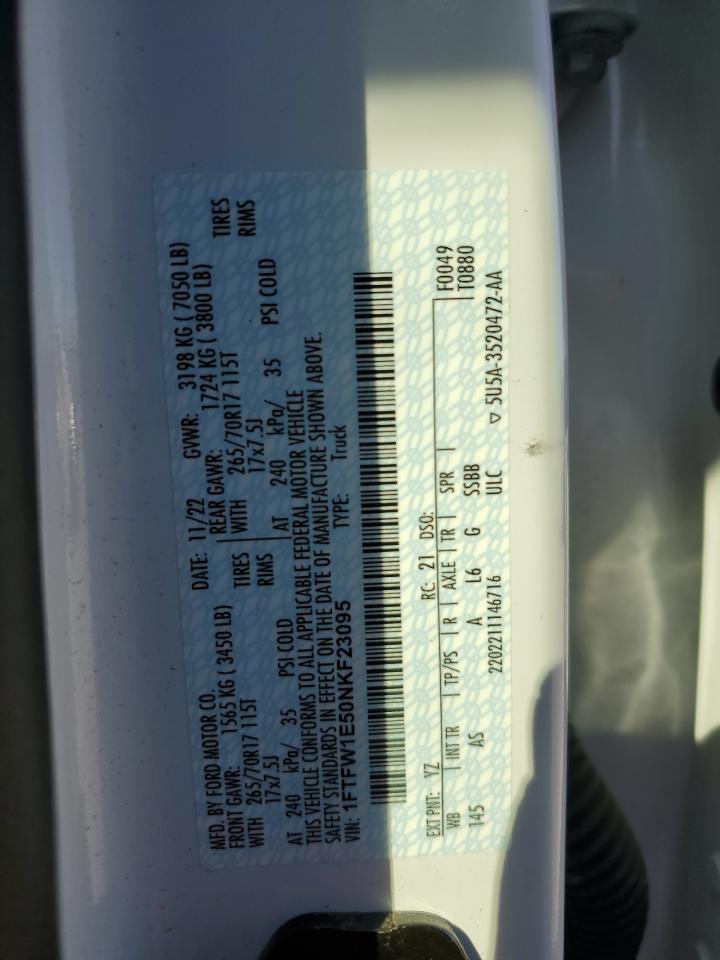 MFD. BY FORD MOTOR CO.
DATE: 11/22 GVWR: 3198 KG ( 7050 LB)
FRONT GAWR: 1565 KG ( 3450 LB) REAR GAWR: 1724 KG ( 3800 LB)
WITH 265/70R17 115T TIRES WITH 265/70R17 115T TIRES
17x7.5J RIMS 17x7.5J RIMS
AT 240 kPa/ 35 PSI COLD AT 240 kPa/ 35 PSI COLD
THIS VEHICLE CONFORMS TO ALL APPLICABLE FEDERAL MOTOR VEHICLE
SAFETY STANDARDS IN EFFECT ON THE DATE OF MANUFACTURE SHOWN ABOVE.
VIN: 1FTFW1E50NKF23095 TYPE: Truck
EXT PNT: YZ RC: 21 DSO: F0049
WB | INT TR | TP/PS | R | AXLE | TR | SPR | T0880
145 AS A L6 G SSBB
2202211146716 ULC ▽ 5U5A-3520472-AA